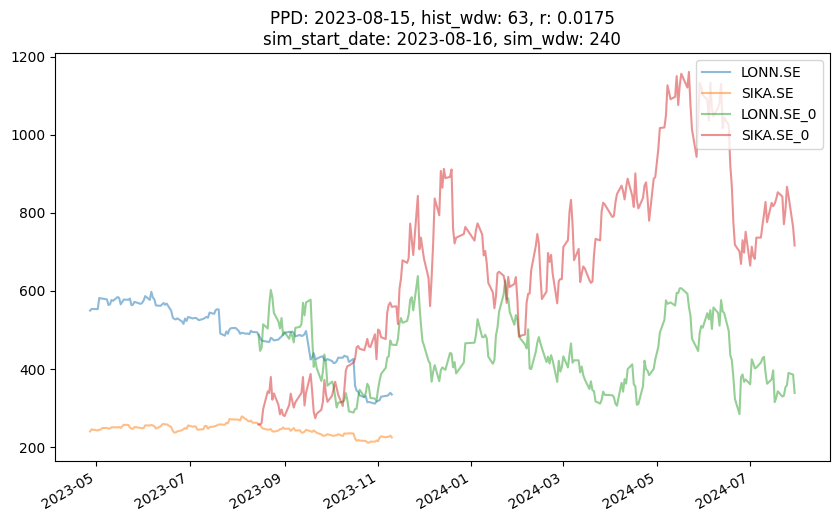 PPD: 2023-08-15, hist_wdw: 63, r: 0.0175
sim_start_date: 2023-08-16, sim_wdw: 240
1200
1000
800
600
400
200
LONN.SE
SIKA.SE
LONN.SE_0
SIKA.SE_0
2023-05
2023-07
2023-09
2023-11
2024-01
2024-03
2024-05
2024-07